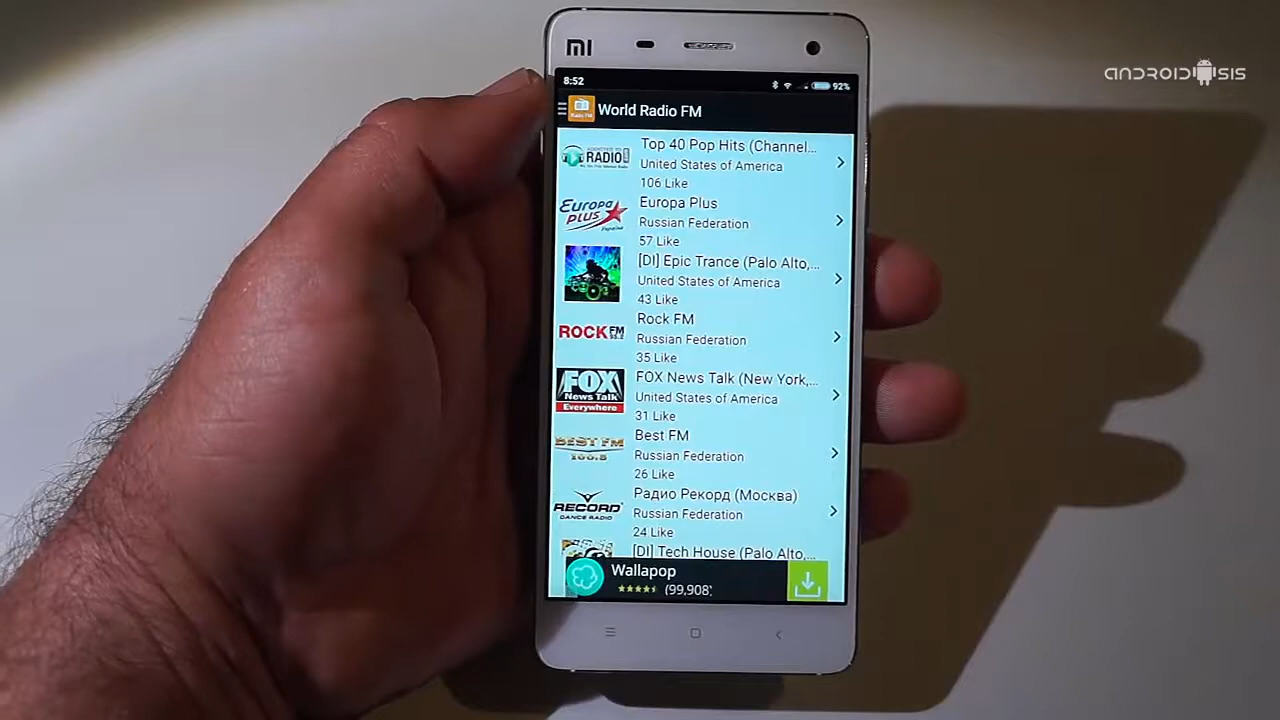 ANDROIDSIS
MI
8:52
92%
World Radio FM
RADIO
Top 40 Pop Hits (Channel...
United States of America
106 Like
EUROPA PLUS
Europa Plus
Russian Federation
57 Like
[DI] Epic Trance (Palo Alto,...
United States of America
43 Like
ROCK FM
Rock FM
Russian Federation
35 Like
FOX
News Talk
Everywhere
FOX News Talk (New York,...
United States of America
31 Like
BEST FM
100.5
Best FM
Russian Federation
26 Like
RECORD
DANCE RADIO
Радио Рекорд (Москва)
Russian Federation
24 Like
[DI] Tech House (Palo Alto,...
Wallapop
(99,908)